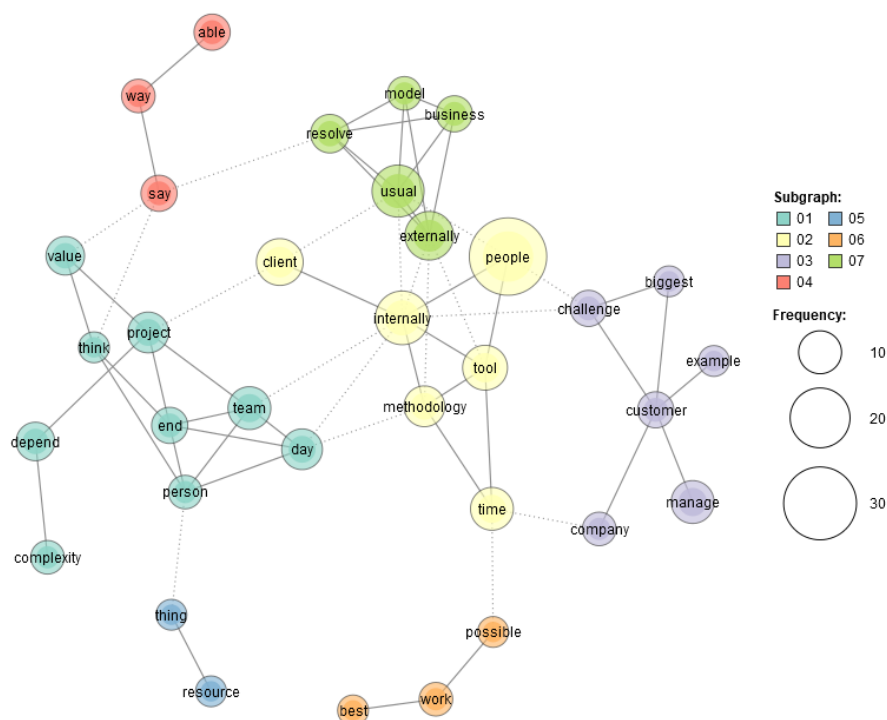 able
way
model
business
resolve
say
usual
Subgraph:
01 05
02 06
03 07
04
externally
value
client
people
biggest
challenge
Frequency:
internally
project
think
10
example
tool
team
methodology
customer
20
end
depend
day
person
manage
30
time
company
complexity
thing
possible
resource
work
best